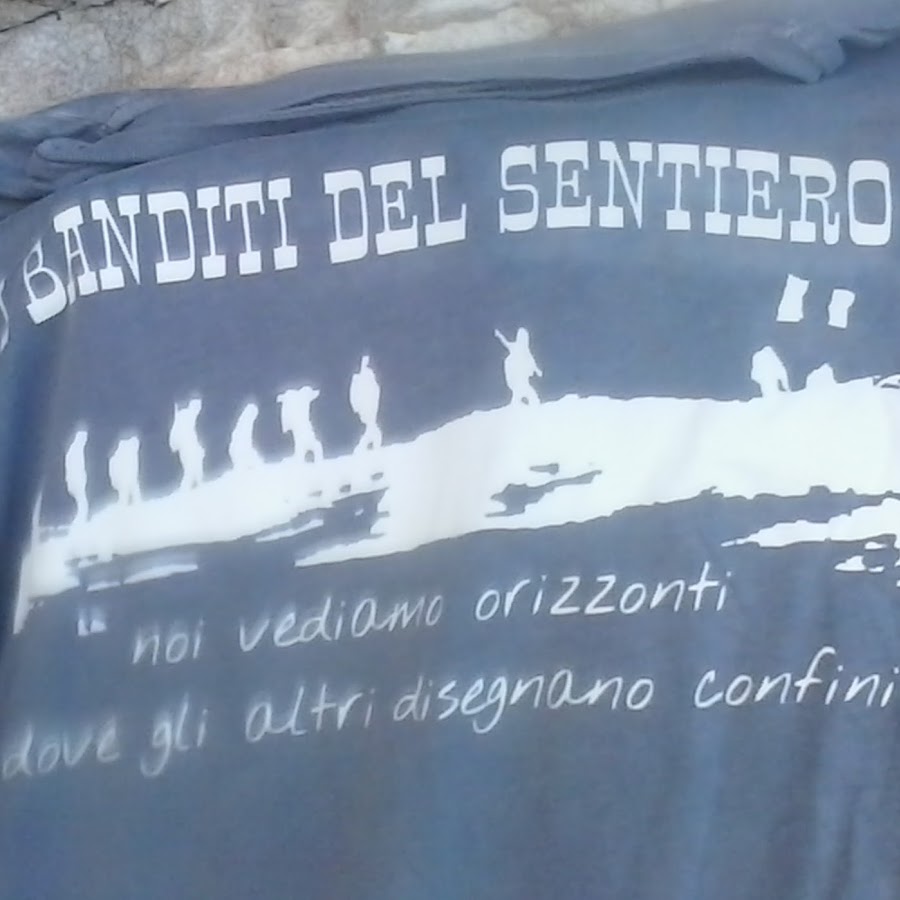 BANDITI DEL SENTIERO
noi vediamo orizzonti
dove gli altri disegnano confini